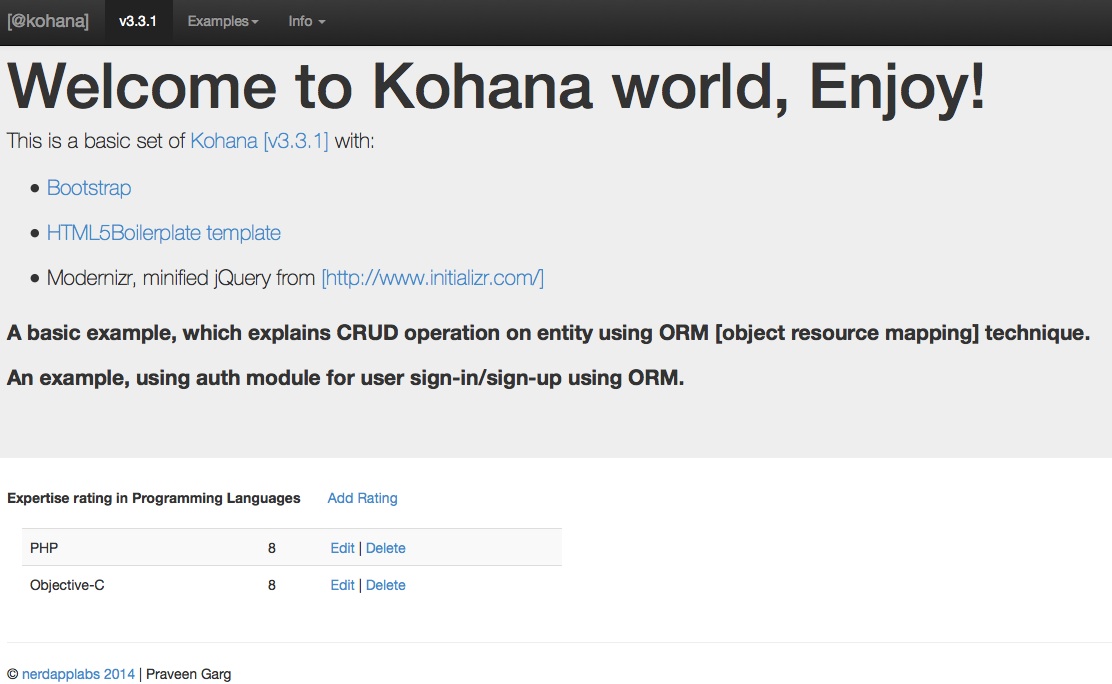 [@kohana] v3.3.1 Examples Info
Welcome to Kohana world, Enjoy!
This is a basic set of Kohana [v3.3.1] with:
• Bootstrap
• HTML5Boilerplate template
• Modernizr, minified jQuery from [http://www.initializr.com/]
A basic example, which explains CRUD operation on entity using ORM [object resource mapping] technique.
An example, using auth module for user sign-in/sign-up using ORM.
Expertise rating in Programming Languages Add Rating
PHP 8 Edit | Delete
Objective-C 8 Edit | Delete
© nerdapplabs 2014 | Praveen Garg